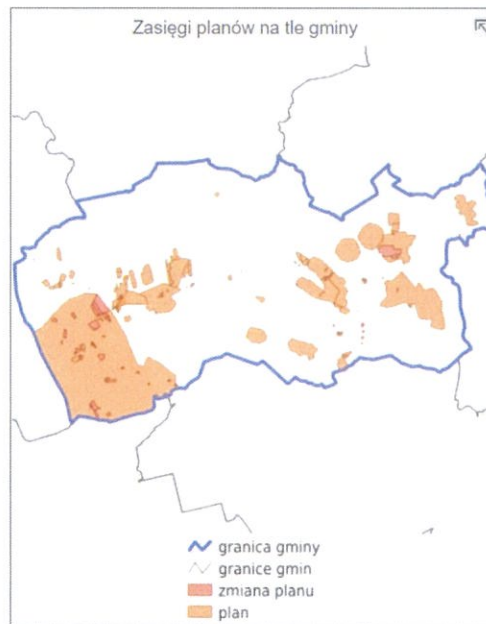 Zasięgi planów na tle gminy
granica gminy
granice gmin
zmiana planu
plan